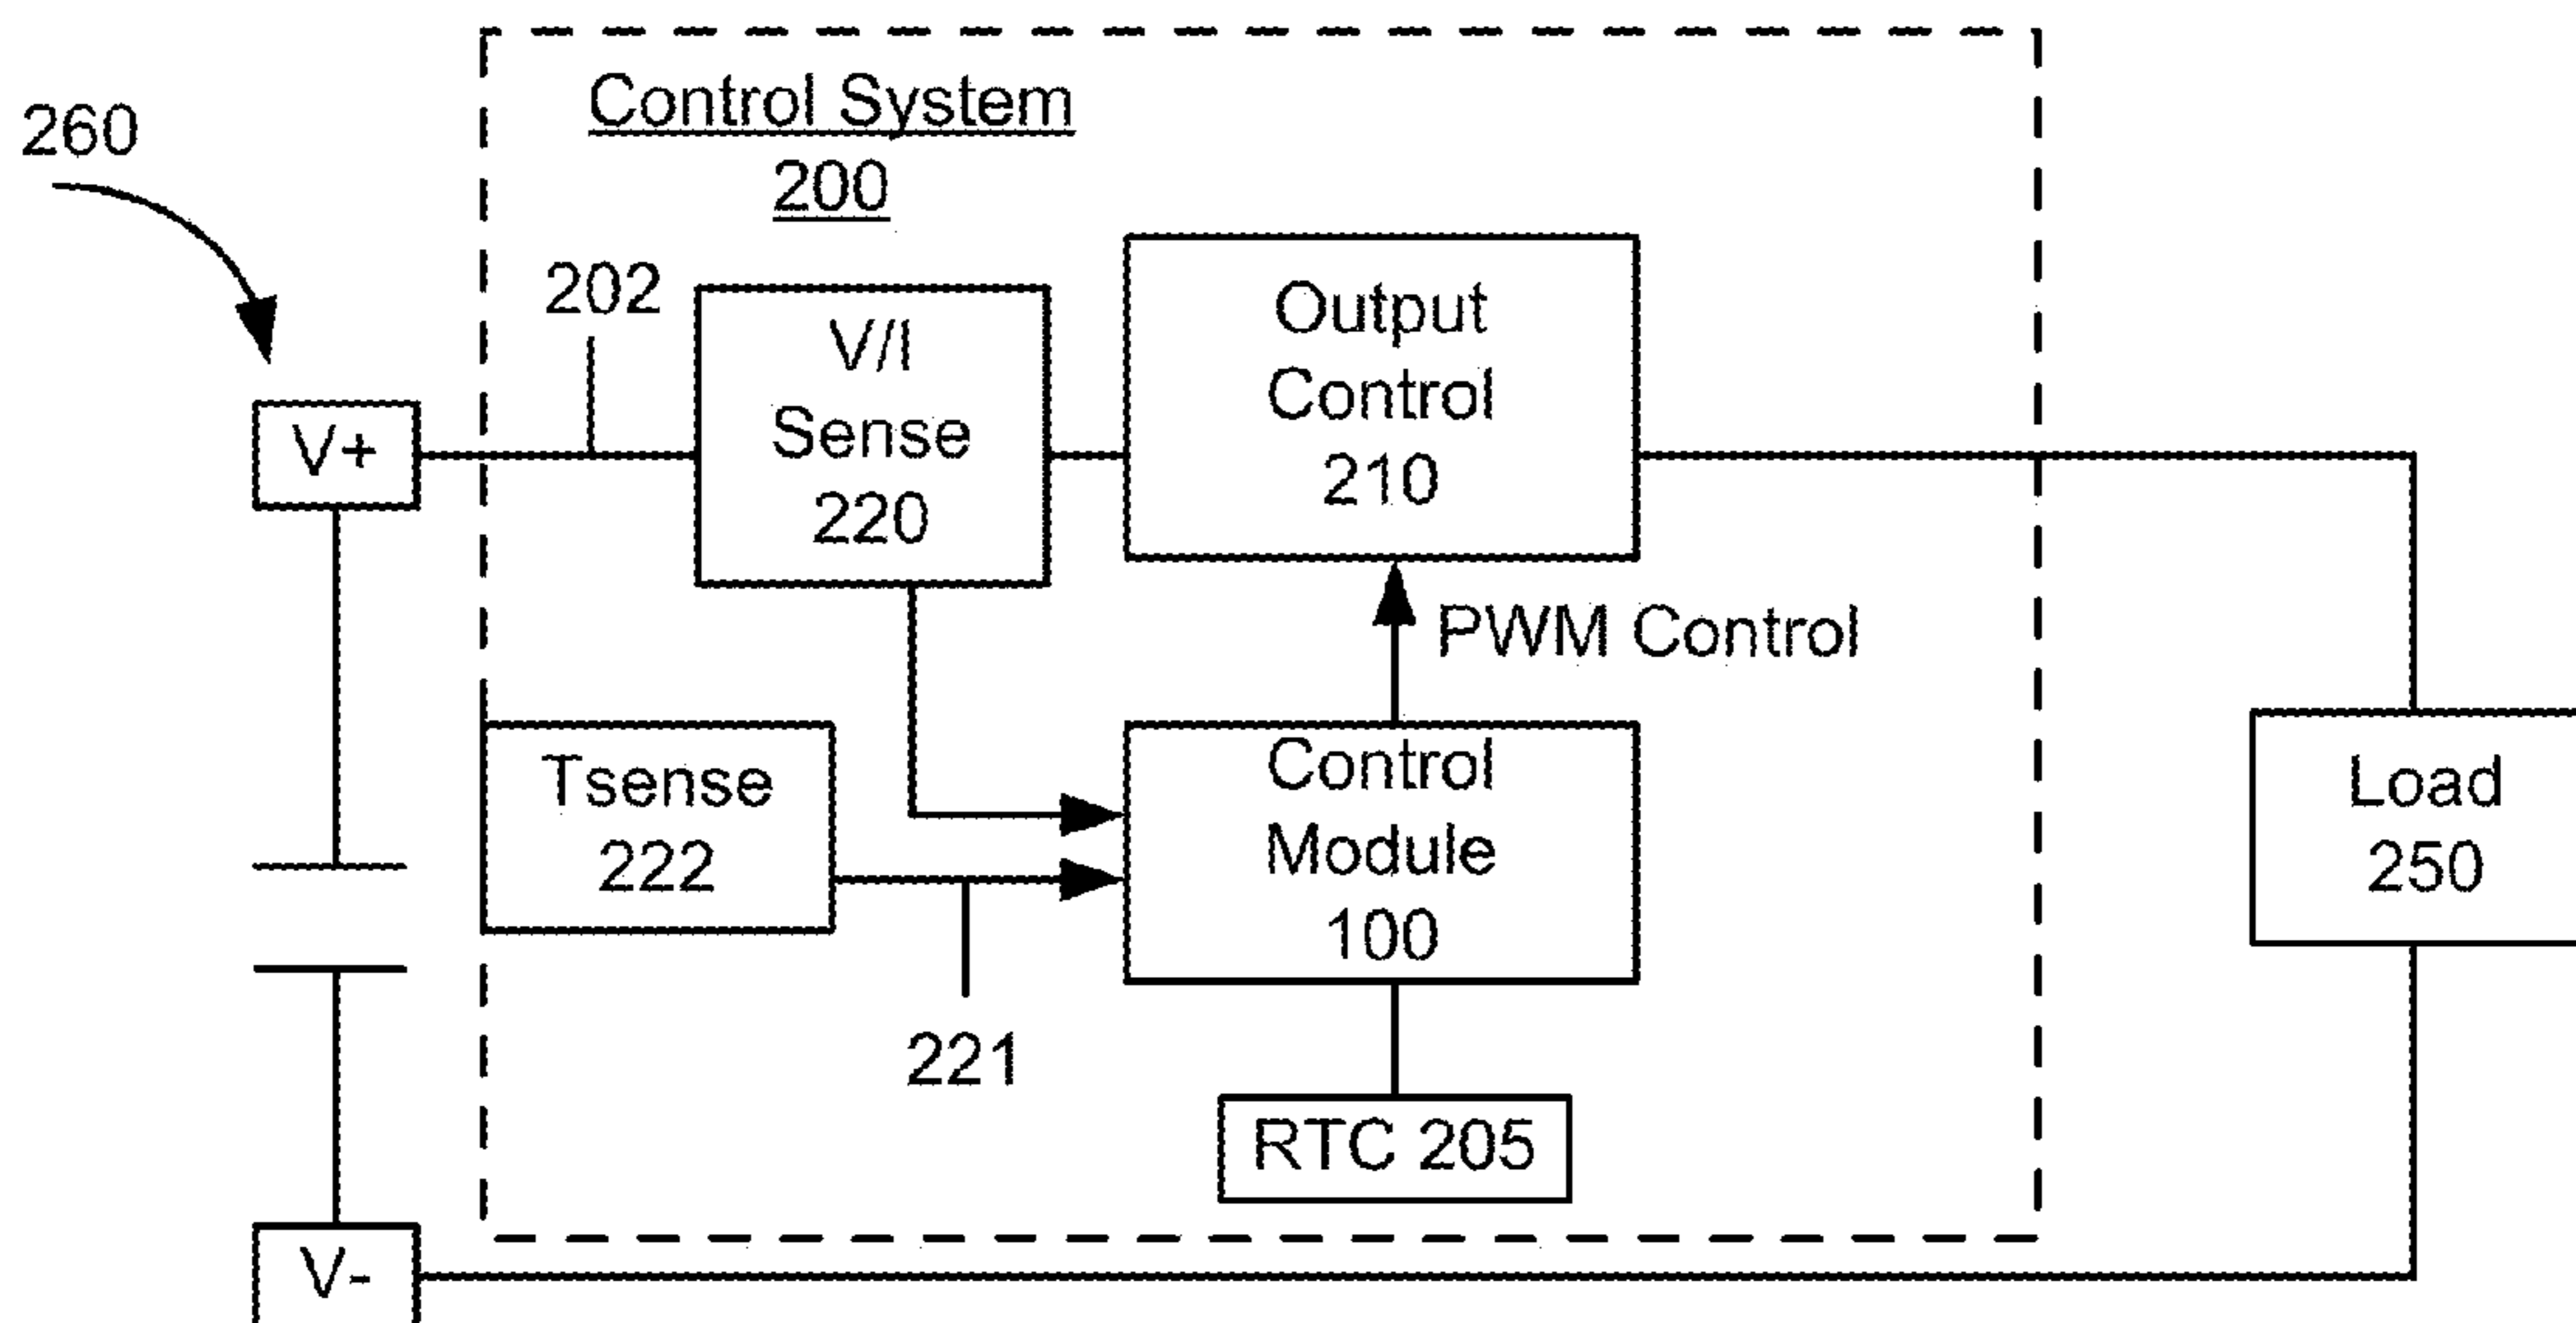 Control System
200
260
202
V/I
Sense
220
Output
Control
210
V+
PWM Control
Tsense
222
Control
Module
100
Load
250
221
RTC 205
V-